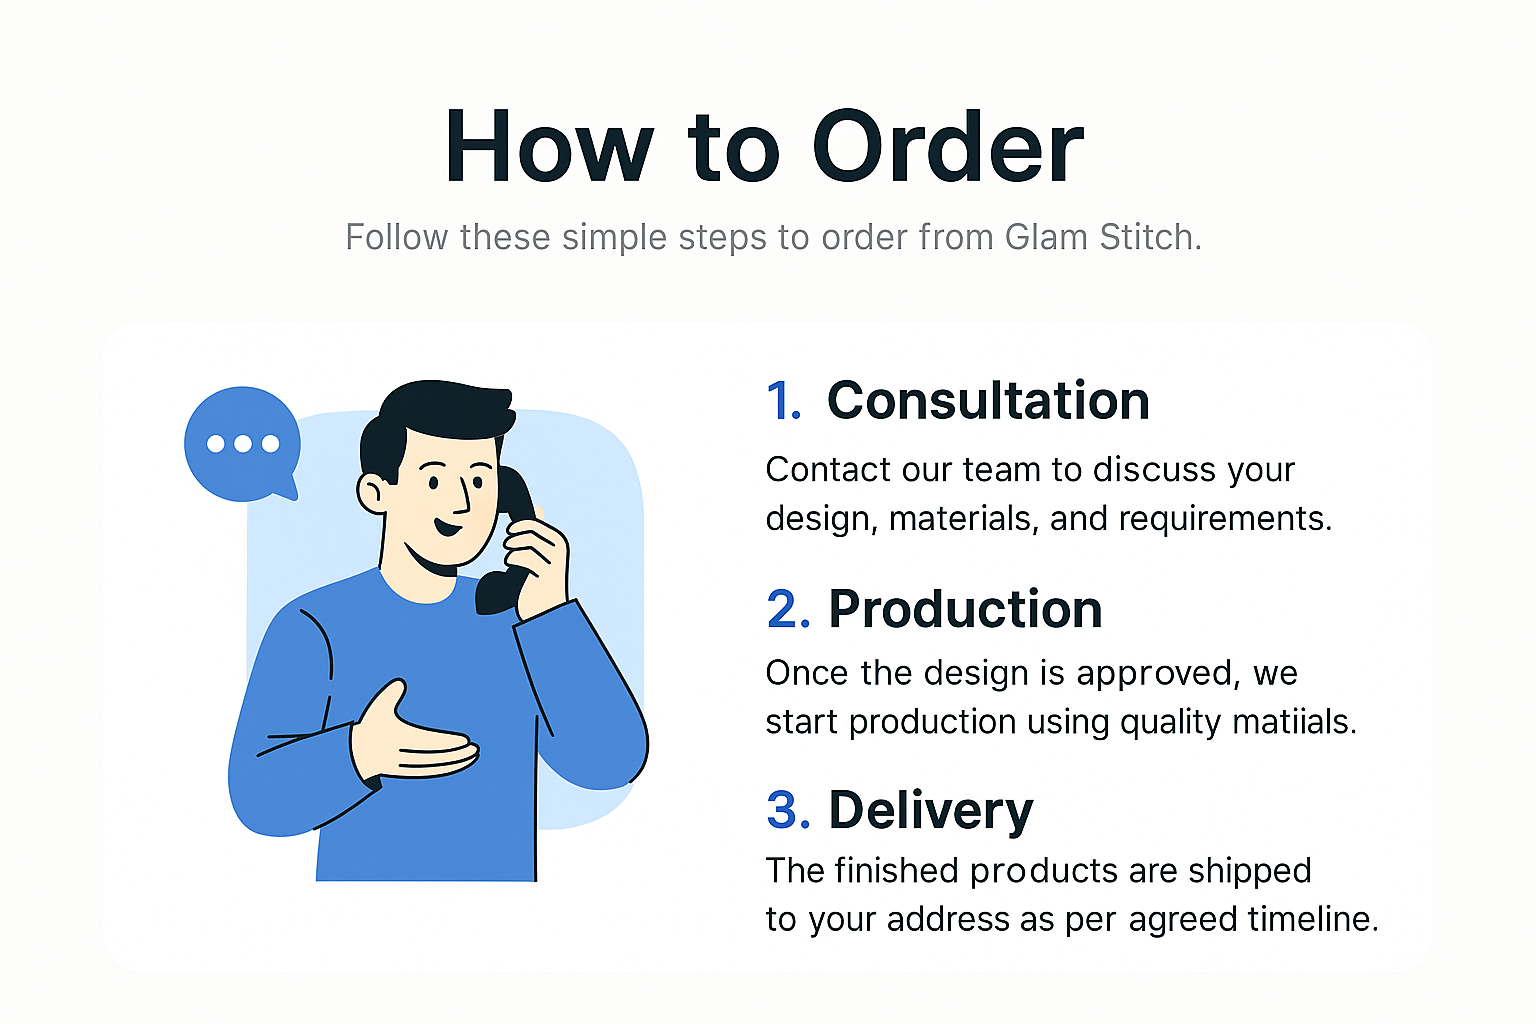 How to Order
Follow these simple steps to order from Glam Stitch.
1. Consultation
Contact our team to discuss your
design, materials, and requirements.
2. Production
Once the design is approved, we
start production using quality matiials.
3. Delivery
The finished products are shipped
to your address as per agreed timeline.